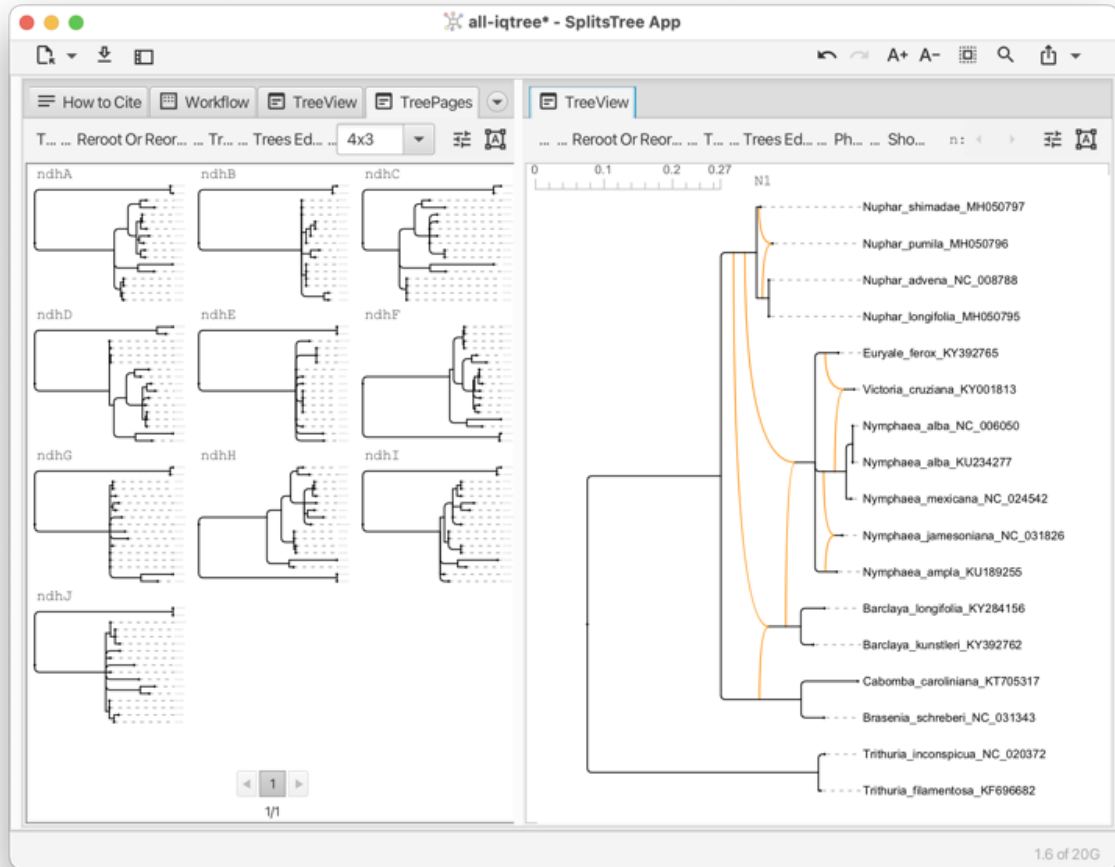 all-iqtree* - SplitsTree App
A+ A-
How to Cite Workflow TreeView TreePages
T... ... Reroot Or Reor... ... Tr... ... Trees Ed... ... 4x3
ndhA ndhB ndhC
ndhD ndhE ndhF
ndhG ndhH ndhI
ndhJ
1
1/1
TreeView
... ... Reroot Or Reor... ... T... ... Trees Ed... ... Ph... ... Sho... n:
0 0.1 0.2 0.27
N1
Nuphar_shimadae_MH050797
Nuphar_pumila_MH050796
Nuphar_advena_NC_008788
Nuphar_longifolia_MH050795
Euryale_ferox_KY392765
Victoria_cruziana_KY001813
Nymphaea_alba_NC_006050
Nymphaea_alba_KU234277
Nymphaea_mexicana_NC_024542
Nymphaea_jamesoniana_NC_031826
Nymphaea_ampla_KU189255
Barclaya_longifolia_KY284156
Barclaya_kunstleri_KY392762
Cabomba_caroliniana_KT705317
Brasenia_schreberi_NC_031343
Trithuria_inconspicua_NC_020372
Trithuria_filamentosa_KF696682
1.6 of 20G